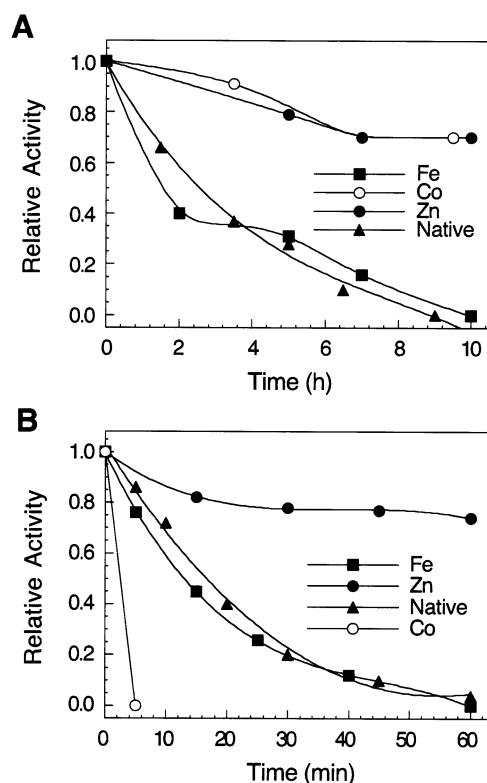 A
Relative Activity
1.0
0.8
0.6
0.4
0.2
0.0
Fe
Co
Zn
Native
0 2 4 6 8 10
Time (h)
B
Relative Activity
1.0
0.8
0.6
0.4
0.2
0.0
Fe
Zn
Native
Co
0 10 20 30 40 50 60
Time (min)